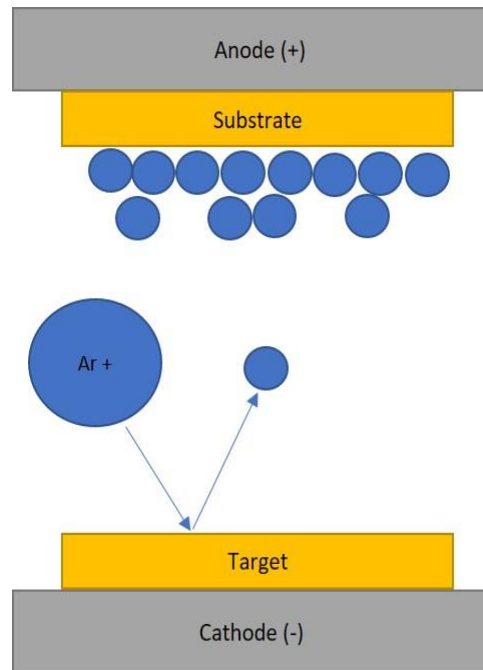 Anode (+)
Substrate
Ar +
Target
Cathode (-)